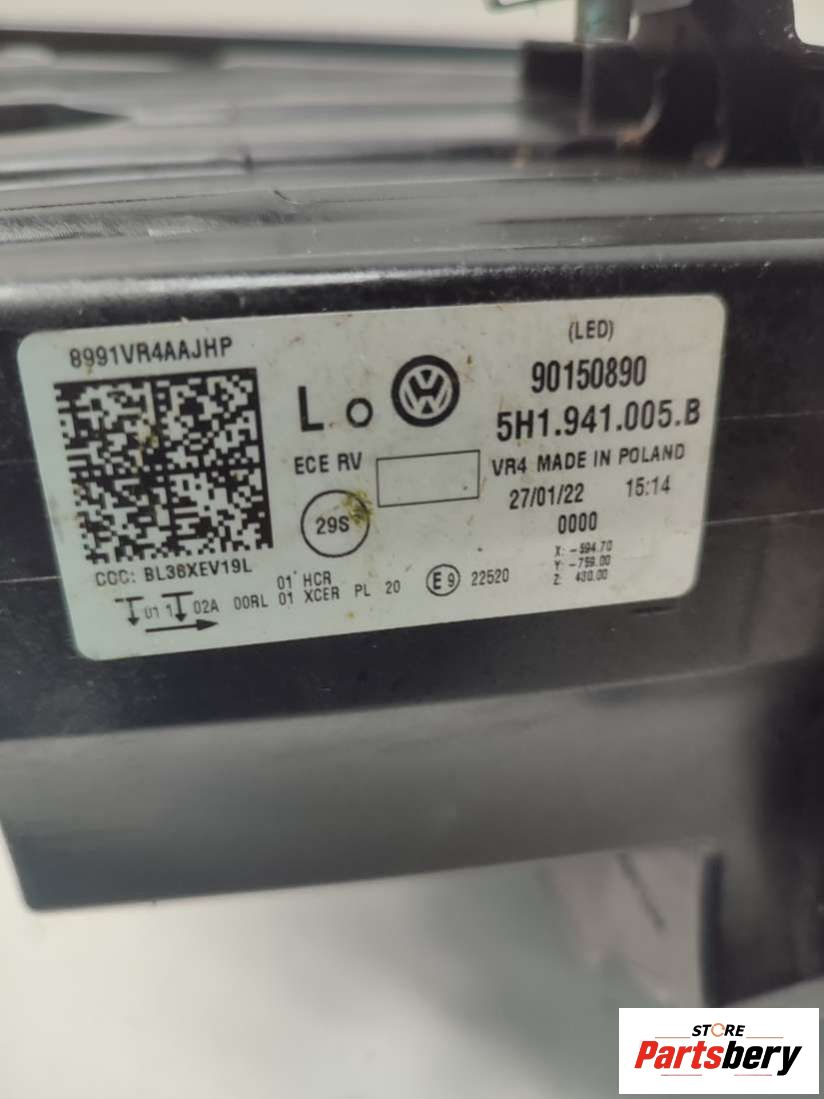 8991VR4AAJHP
(LED)
L
90150890
5H1.941.005.B
ECE RV
VR4 MADE IN POLAND
27/01/22 15:14
29S
0000
COC: BL36XEV19L
X: -594.70
Y: -759.00
Z: 430.00
01 HCR
01 1 02A 00RL 01 XCER PL 20 E9 22520
STORE
Partsbery